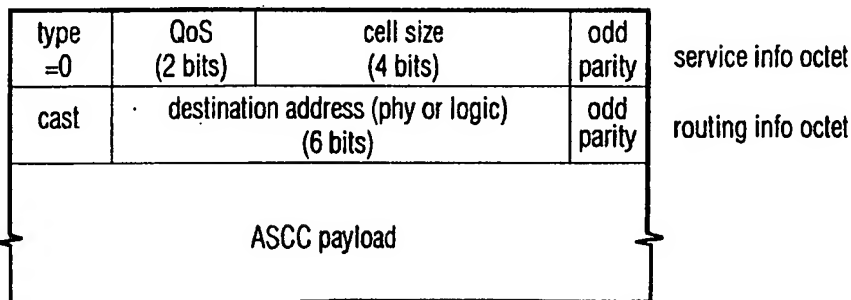 type QoS cell size odd
=0 (2 bits) (4 bits) parity service info octet
cast destination address (phy or logic) odd
(6 bits) parity routing info octet
ASCC payload